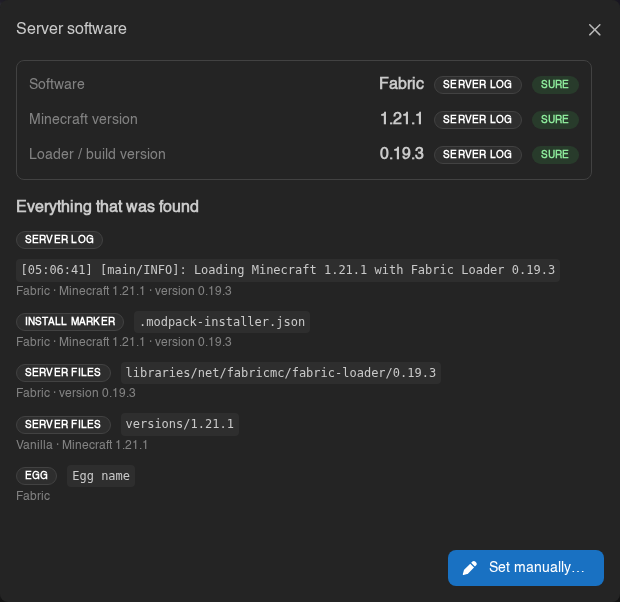 Server software
Software Fabric SERVER LOG SURE
Minecraft version 1.21.1 SERVER LOG SURE
Loader / build version 0.19.3 SERVER LOG SURE
Everything that was found
SERVER LOG
[05:06:41] [main/INFO]: Loading Minecraft 1.21.1 with Fabric Loader 0.19.3
Fabric · Minecraft 1.21.1 · version 0.19.3
INSTALL MARKER .modpack-installer.json
Fabric · Minecraft 1.21.1 · version 0.19.3
SERVER FILES libraries/net/fabricmc/fabric-loader/0.19.3
Fabric · version 0.19.3
SERVER FILES versions/1.21.1
Vanilla · Minecraft 1.21.1
EGG Egg name
Fabric
Set manually...